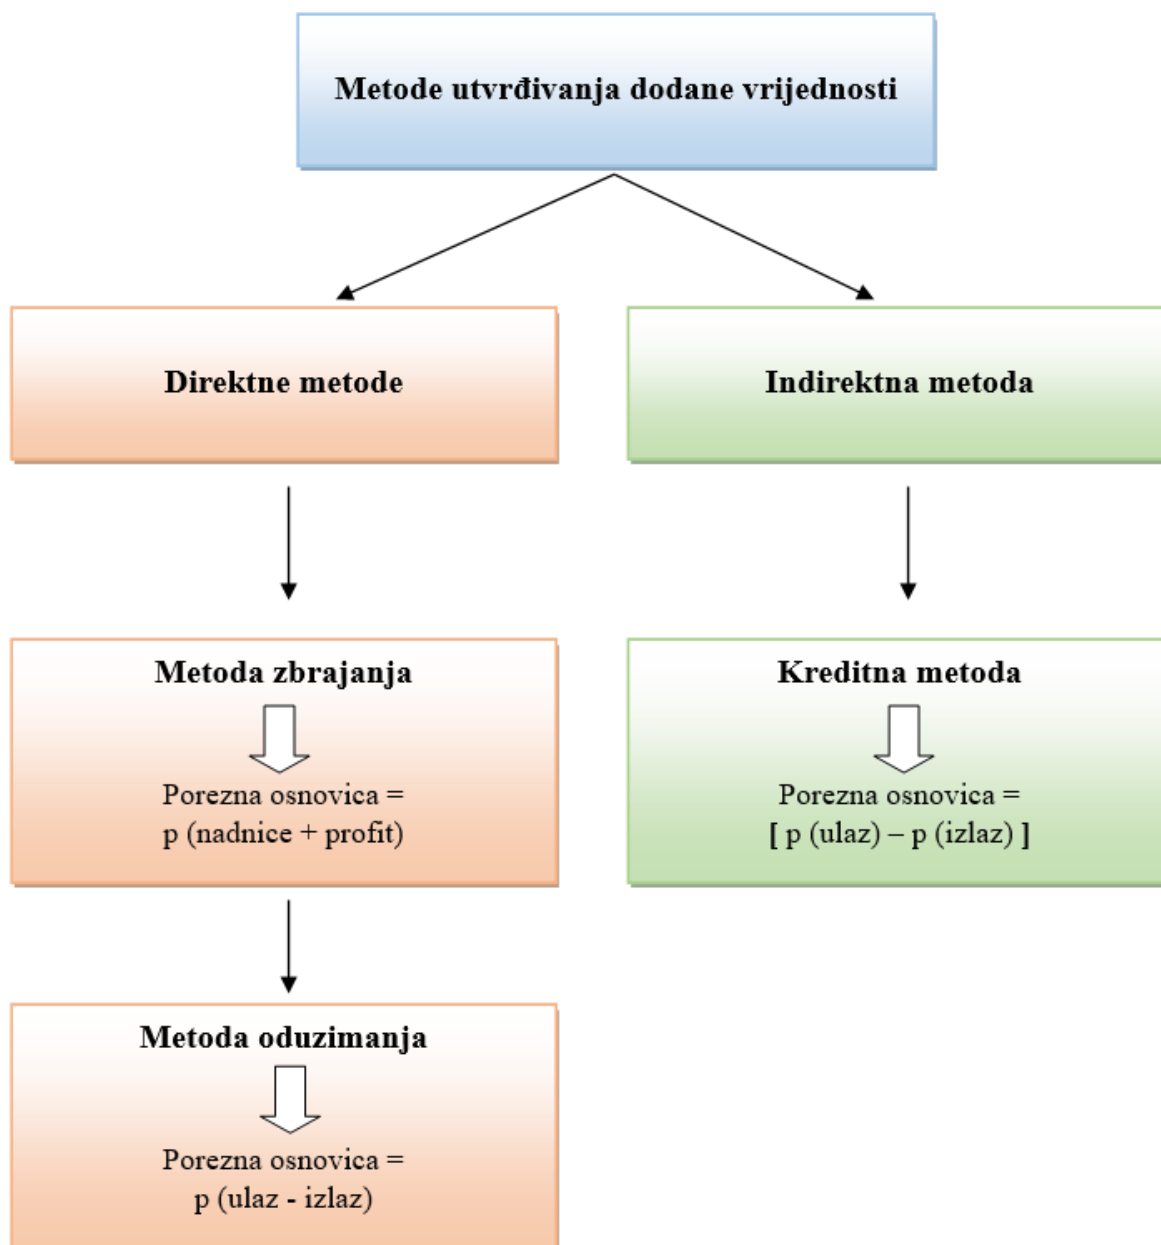 Metode utvrđivanja dodane vrijednosti
Direktne metode
Indirektna metoda
Metoda zbrajanja
Porezna osnovica =
p (nadnice + profit)
Kreditna metoda
Porezna osnovica =
[ p (ulaz) – p (izlaz) ]
Metoda oduzimanja
Porezna osnovica =
p (ulaz - izlaz)